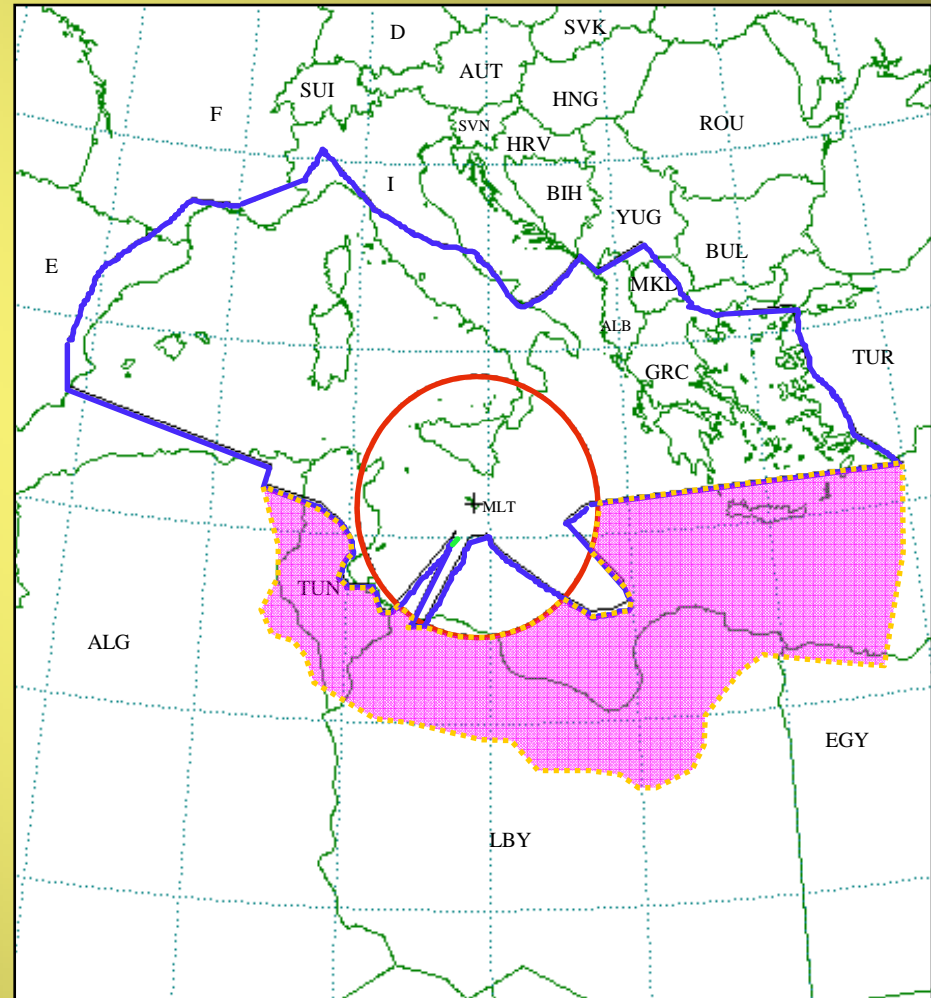 D
SVK
AUT
SUI
HNG
F
ROU
SVN
HRV
I
BIH
YUG
E
BUL
MKD
ALB
TUR
GRC
MLT
TUN
ALG
EGY
LBY